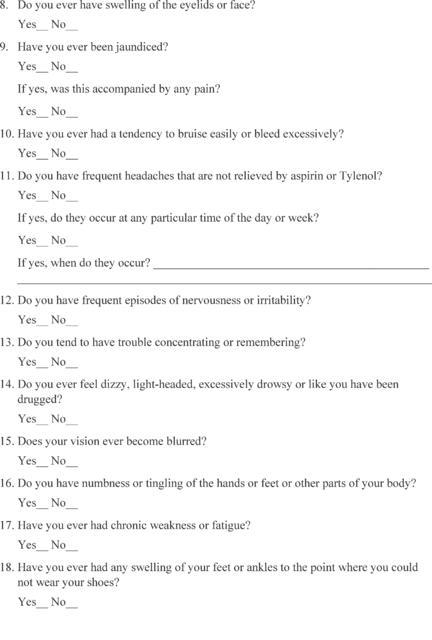 8. Do you ever have swelling of the eyelids or face?
Yes__ No__
9. Have you ever been jaundiced?
Yes__ No__
If yes, was this accompanied by any pain?
Yes__ No__
10. Have you ever had a tendency to bruise easily or bleed excessively?
Yes__ No__
11. Do you have frequent headaches that are not relieved by aspirin or Tylenol?
Yes__ No__
If yes, do they occur at any particular time of the day or week?
Yes__ No__
If yes, when do they occur? ______________________________________________
______________________________________________________________________
12. Do you have frequent episodes of nervousness or irritability?
Yes__ No__
13. Do you tend to have trouble concentrating or remembering?
Yes__ No__
14. Do you ever feel dizzy, light-headed, excessively drowsy or like you have been
drugged?
Yes__ No__
15. Does your vision ever become blurred?
Yes__ No__
16. Do you have numbness or tingling of the hands or feet or other parts of your body?
Yes__ No__
17. Have you ever had chronic weakness or fatigue?
Yes__ No__
18. Have you ever had any swelling of your feet or ankles to the point where you could
not wear your shoes?
Yes__ No__